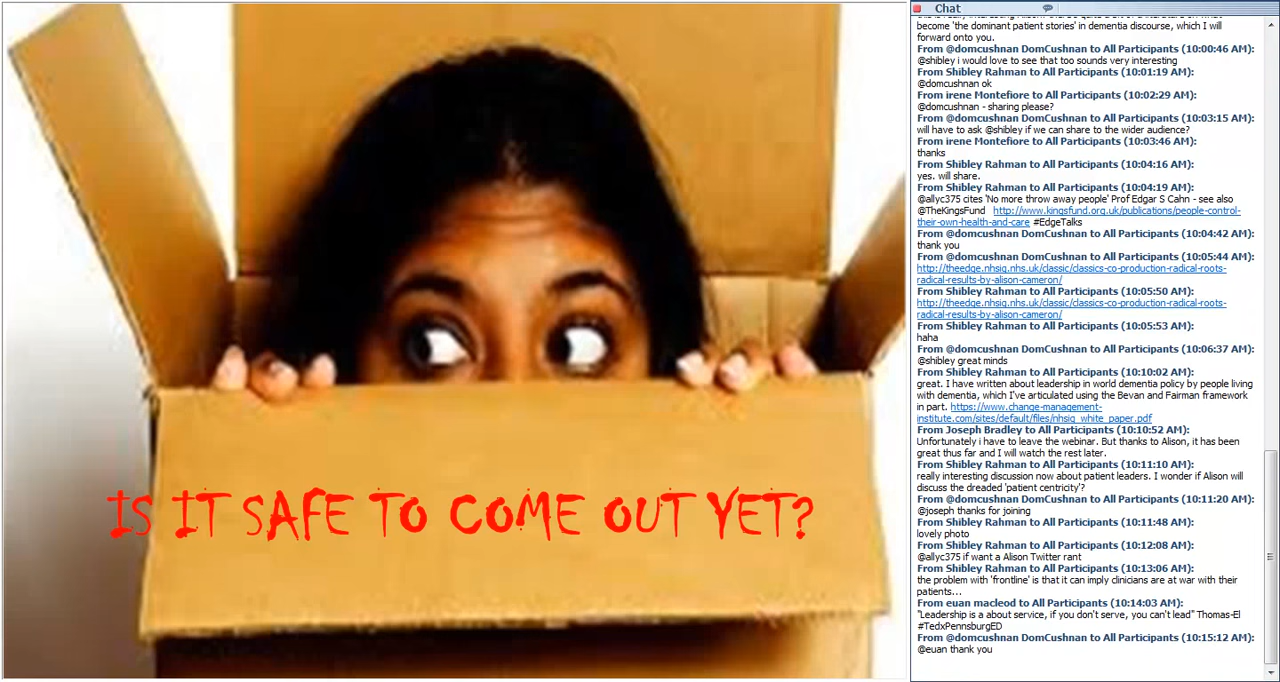 IS IT SAFE TO COME OUT YET?
Chat
become 'the dominant patient stories' in dementia discourse, which I will
forward onto you.
From @domcushnan DomCushnan to All Participants (10:00:46 AM):
@shibley i would love to see that too sounds very interesting
From Shibley Rahman to All Participants (10:01:19 AM):
@domcushnan ok
From irene Montefiore to All Participants (10:02:29 AM):
@domcushnan - sharing please?
From @domcushnan DomCushnan to All Participants (10:03:15 AM):
will have to ask @shibley if we can share to the wider audience?
From irene Montefiore to All Participants (10:03:46 AM):
thanks
From Shibley Rahman to All Participants (10:04:16 AM):
yes. will share.
From Shibley Rahman to All Participants (10:04:19 AM):
@allyc375 cites 'No more throw away people' Prof Edgar S Cahn - see also
@TheKingsFund http://www.kingsfund.org.uk/publications/people-control-
their-own-health-and-care #EdgeTalks
From @domcushnan DomCushnan to All Participants (10:04:42 AM):
thank you
From @domcushnan DomCushnan to All Participants (10:05:44 AM):
http://theedge.nhsiq.nhs.uk/classic/classics-co-production-radical-roots-
radical-results-by-alison-cameron/
From Shibley Rahman to All Participants (10:05:50 AM):
http://theedge.nhsiq.nhs.uk/classic/classics-co-production-radical-roots-
radical-results-by-alison-cameron/
From Shibley Rahman to All Participants (10:05:53 AM):
haha
From @domcushnan DomCushnan to All Participants (10:06:37 AM):
@shibley great minds
From Shibley Rahman to All Participants (10:10:02 AM):
great. I have written about leadership in world dementia policy by people living
with dementia, which I've articulated using the Bevan and Fairman framework
in part. https://www.change-management-
institute.com/sites/default/files/nhsiq_white_paper.pdf
From Joseph Bradley to All Participants (10:10:52 AM):
Unfortunately i have to leave the webinar. But thanks to Alison, it has been
great thus far and I will watch the rest later.
From Shibley Rahman to All Participants (10:11:10 AM):
really interesting discussion now about patient leaders. I wonder if Alison will
discuss the dreaded 'patient centricity'?
From @domcushnan DomCushnan to All Participants (10:11:20 AM):
@joseph thanks for joining
From Shibley Rahman to All Participants (10:11:48 AM):
lovely photo
From Shibley Rahman to All Participants (10:12:08 AM):
@allyc375 if want a Alison Twitter rant
From Shibley Rahman to All Participants (10:13:06 AM):
the problem with 'frontline' is that it can imply clinicians are at war with their
patients...
From euan macleod to All Participants (10:14:03 AM):
"Leadership is a about service, if you don't serve, you can't lead" Thomas-El
#TedxPennsburgED
From @domcushnan DomCushnan to All Participants (10:15:12 AM):
@euan thank you